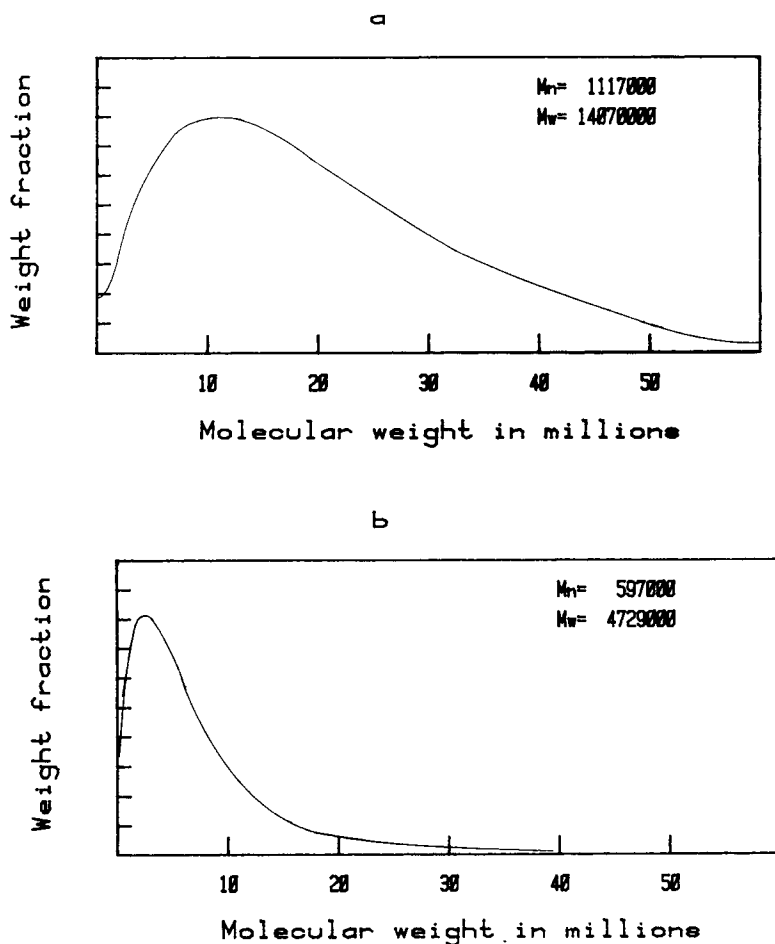 a
Mn= 1117000
Mw= 14070000
Weight fraction
10 20 30 40 50
Molecular weight in millions
b
Mn= 597000
Mw= 4729000
Weight fraction
10 20 30 40 50
Molecular weight in millions